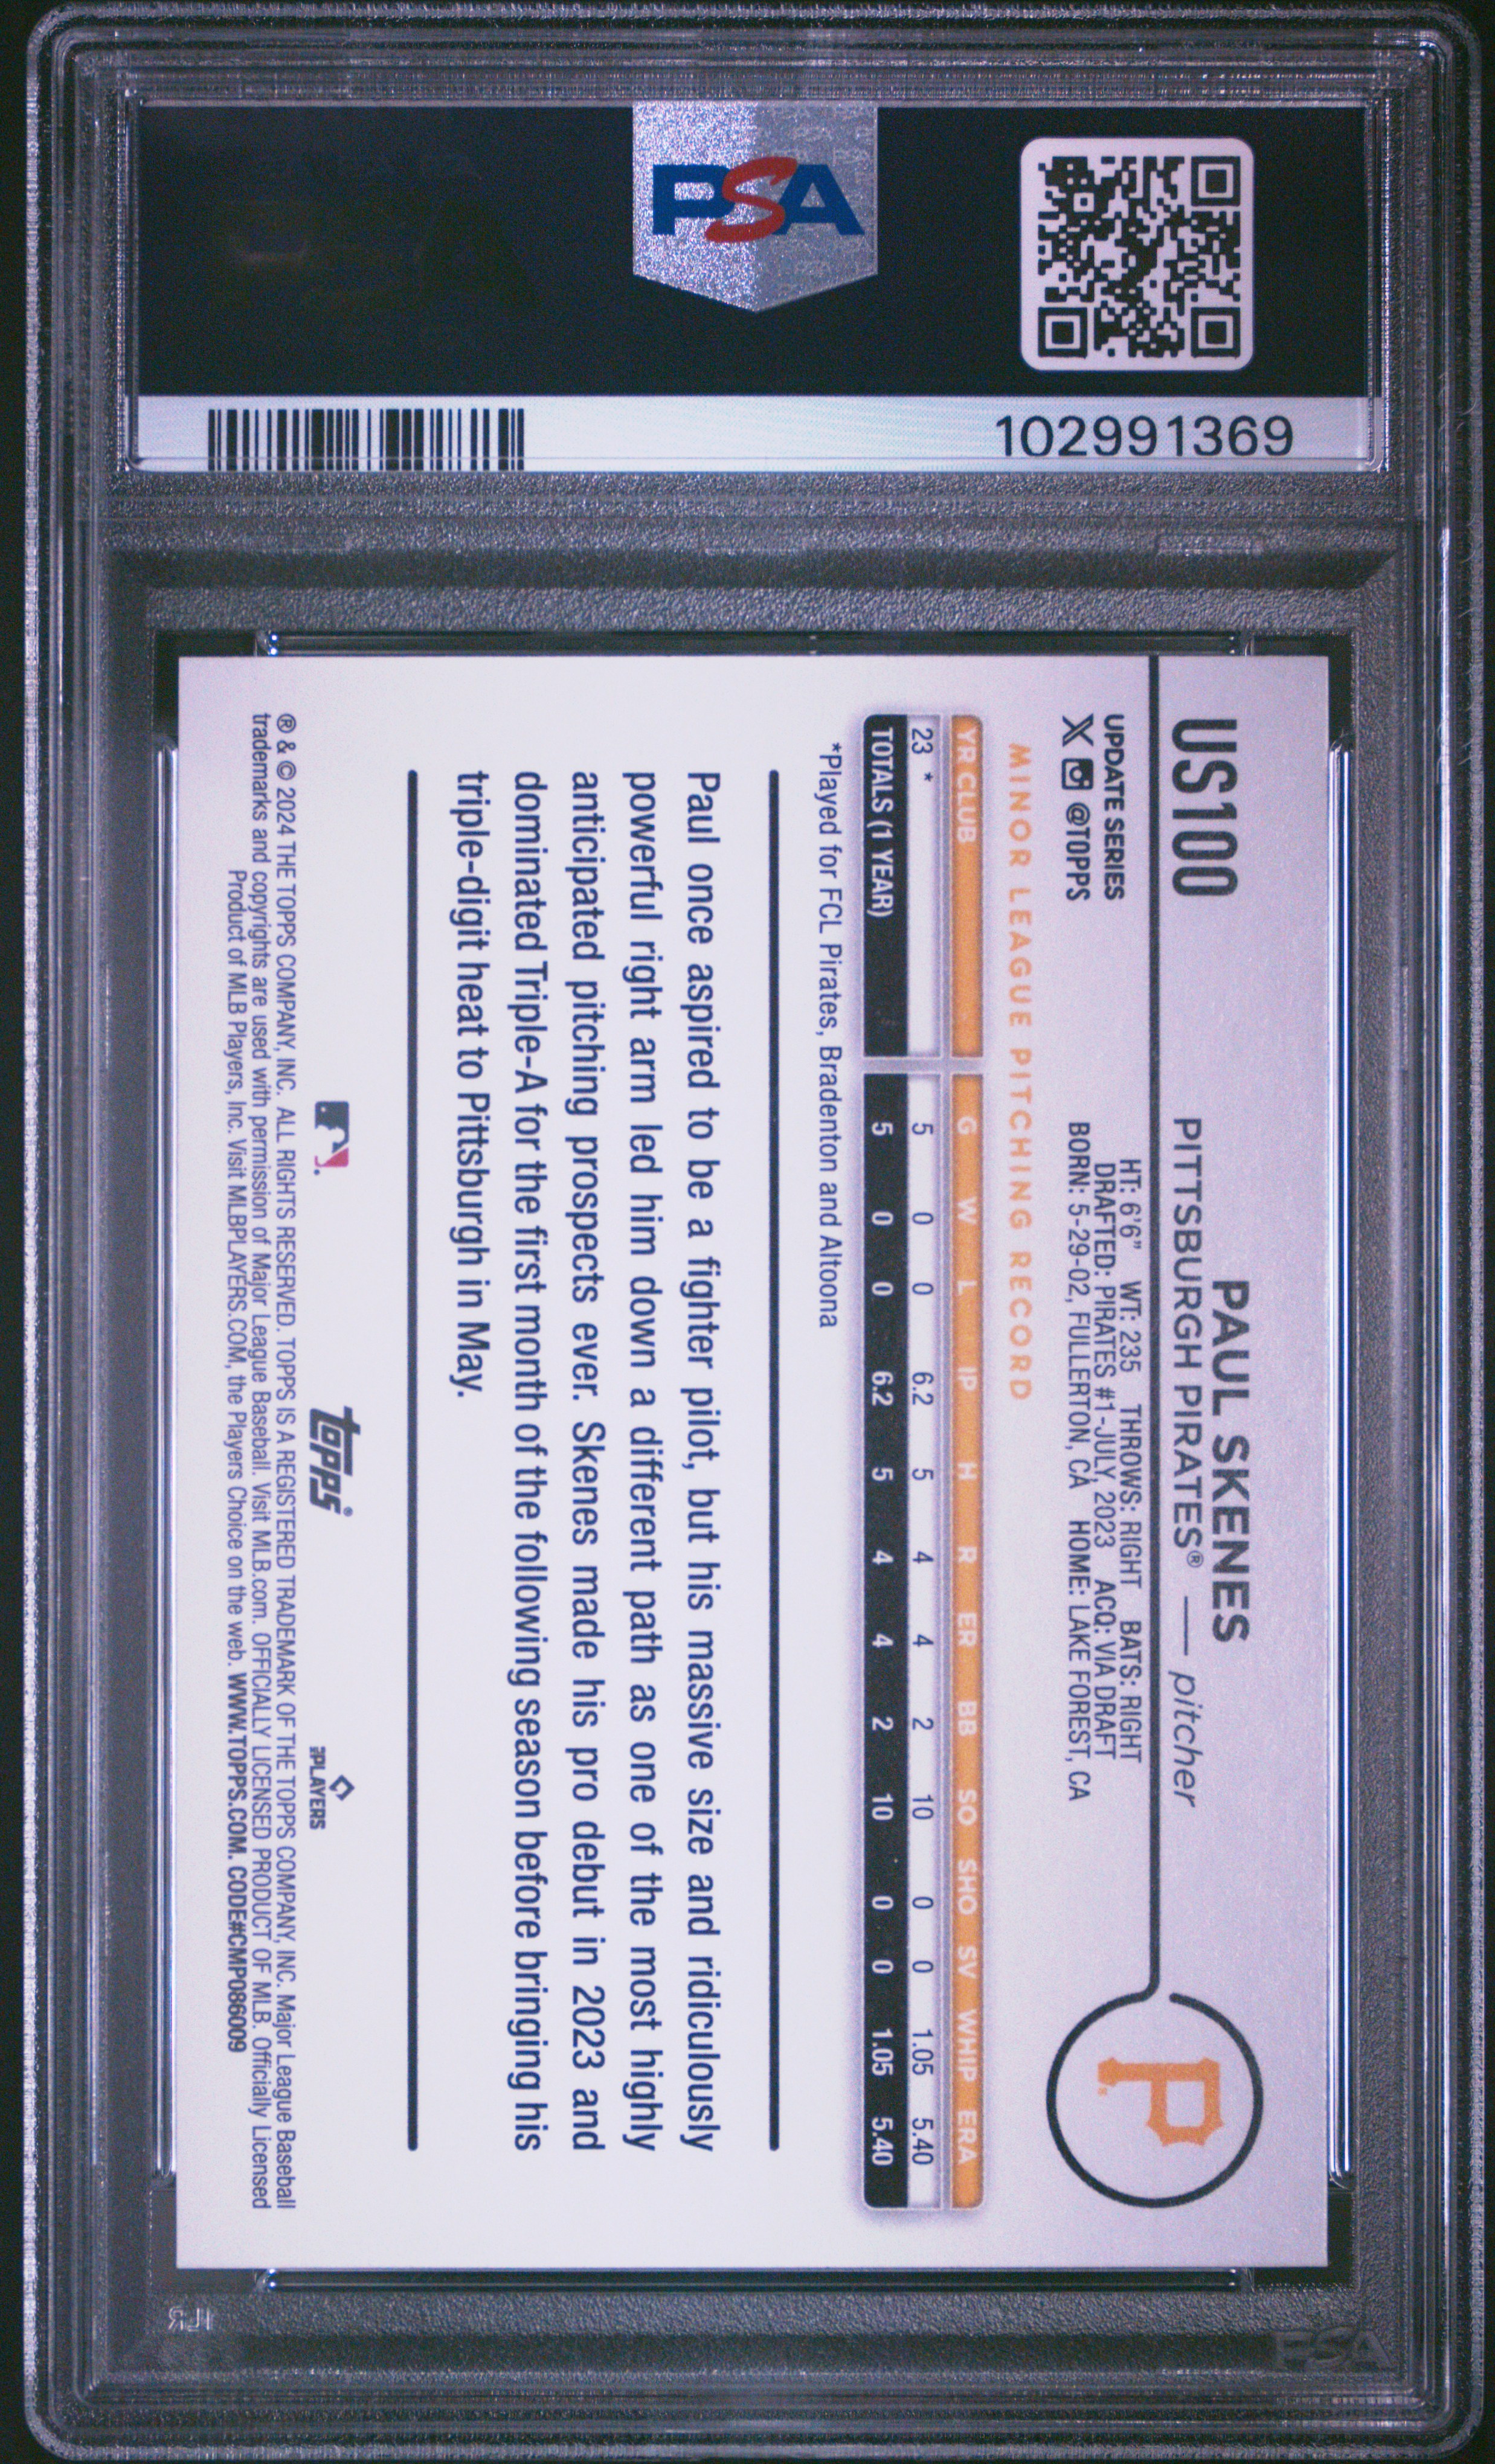 PSA
102991369
US100
PAUL SKENES
PITTSBURGH PIRATES® — pitcher
UPDATE SERIES
X @TOPPS
HT: 6'6" WT: 235 THROWS: RIGHT BATS: RIGHT
DRAFTED: PIRATES #1-JULY, 2023 ACQ: VIA DRAFT
BORN: 5-29-02, FULLERTON, CA HOME: LAKE FOREST, CA
P
MINOR LEAGUE PITCHING RECORD
YR CLUB G W L IP H R ER BB SO SHO SV WHIP ERA
23 * 5 0 0 6.2 5 4 4 2 10 0 0 1.05 5.40
TOTALS (1 YEAR) 5 0 0 6.2 5 4 4 2 10 0 0 1.05 5.40
*Played for FCL Pirates, Bradenton and Altoona
Paul once aspired to be a fighter pilot, but his massive size and ridiculously
powerful right arm led him down a different path as one of the most highly
anticipated pitching prospects ever. Skenes made his pro debut in 2023 and
dominated Triple-A for the first month of the following season before bringing his
triple-digit heat to Pittsburgh in May.
topps®
PLAYERS
® & © 2024 THE TOPPS COMPANY, INC. ALL RIGHTS RESERVED. TOPPS IS A REGISTERED TRADEMARK OF THE TOPPS COMPANY, INC. Major League Baseball
trademarks and copyrights are used with permission of Major League Baseball. Visit MLB.com. OFFICIALLY LICENSED PRODUCT OF MLB. Officially Licensed
Product of MLB Players, Inc. Visit MLBPLAYERS.COM, the Players Choice on the web. WWW.TOPPS.COM. CODE#CMP086009
PSA